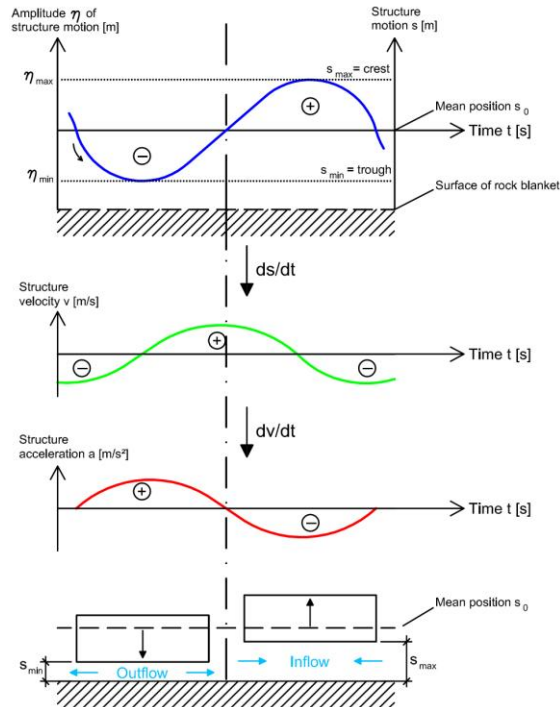 Amplitude η of
structure motion [m]
Structure
motion s [m]
η max
s max = crest
Mean position s 0
+
Time t [s]
−
η min
s min = trough
Surface of rock blanket
ds/dt
Structure
velocity v [m/s]
+
−
−
Time t [s]
dv/dt
Structure
acceleration a [m/s²]
+
−
Time t [s]
Mean position s 0
s min
Outflow
Inflow
s max